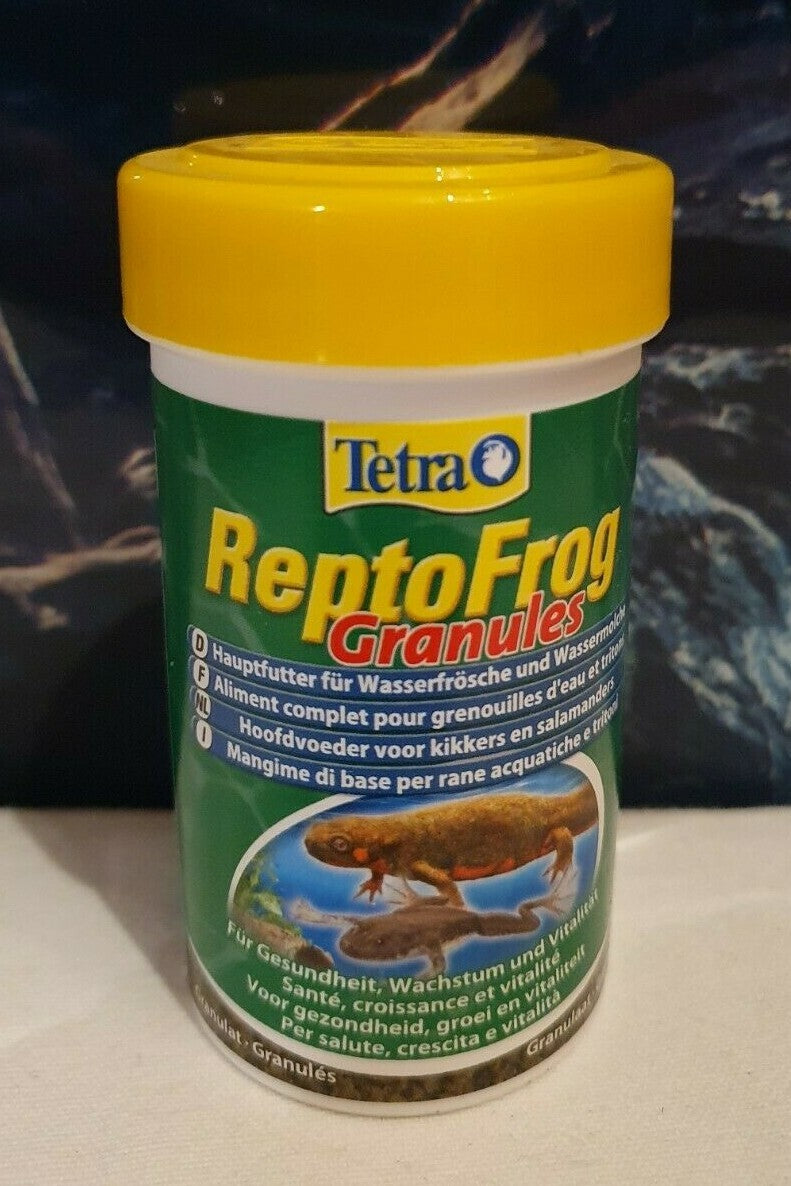 Tetra
ReptoFrog
Granules
D Hauptfutter für Wasserfrösche und Wassermolche
F Aliment complet pour grenouilles d'eau et tritons
NL Hoofdvoeder voor kikkers en salamanders
I Mangime di base per rane acquatiche e tritoni
Für Gesundheit, Wachstum und Vitalität
Santé, croissance et vitalité
Voor gezondheid, groei en vitaliteit
Per salute, crescita e vitalità
Granulat · Granulés
Granulaat